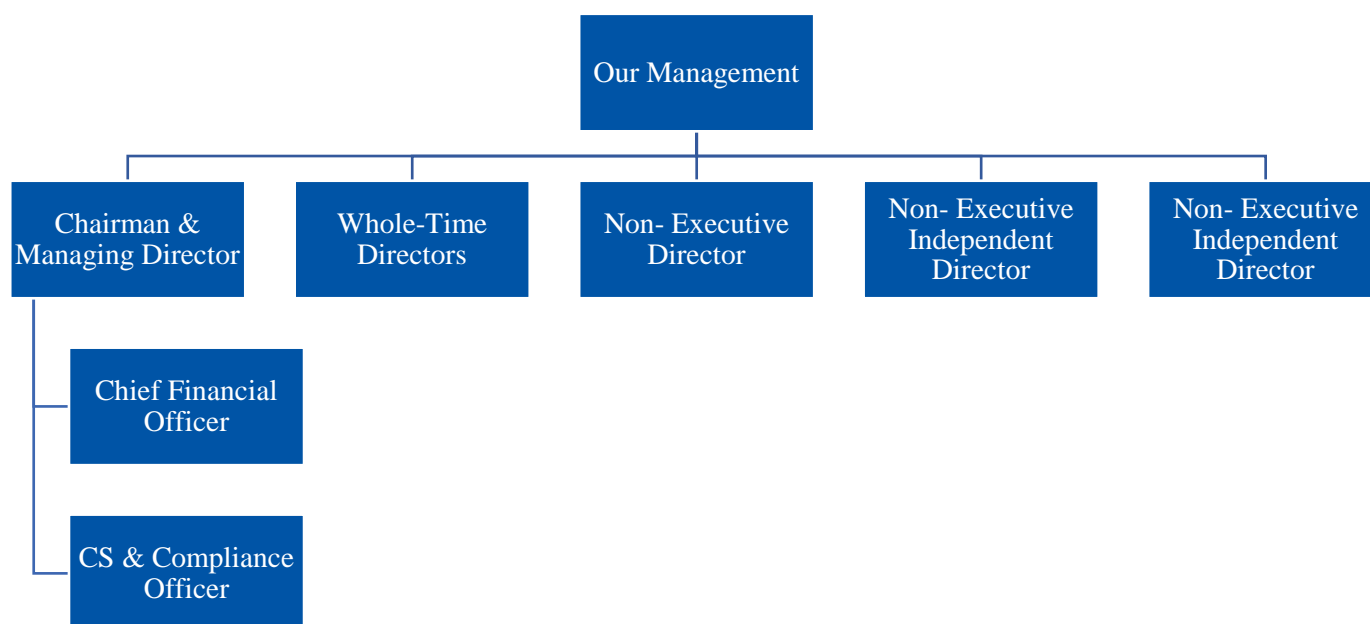 Our Management
Chairman &
Managing Director
Whole-Time
Directors
Non- Executive
Director
Non- Executive
Independent
Director
Non- Executive
Independent
Director
Chief Financial
Officer
CS & Compliance
Officer